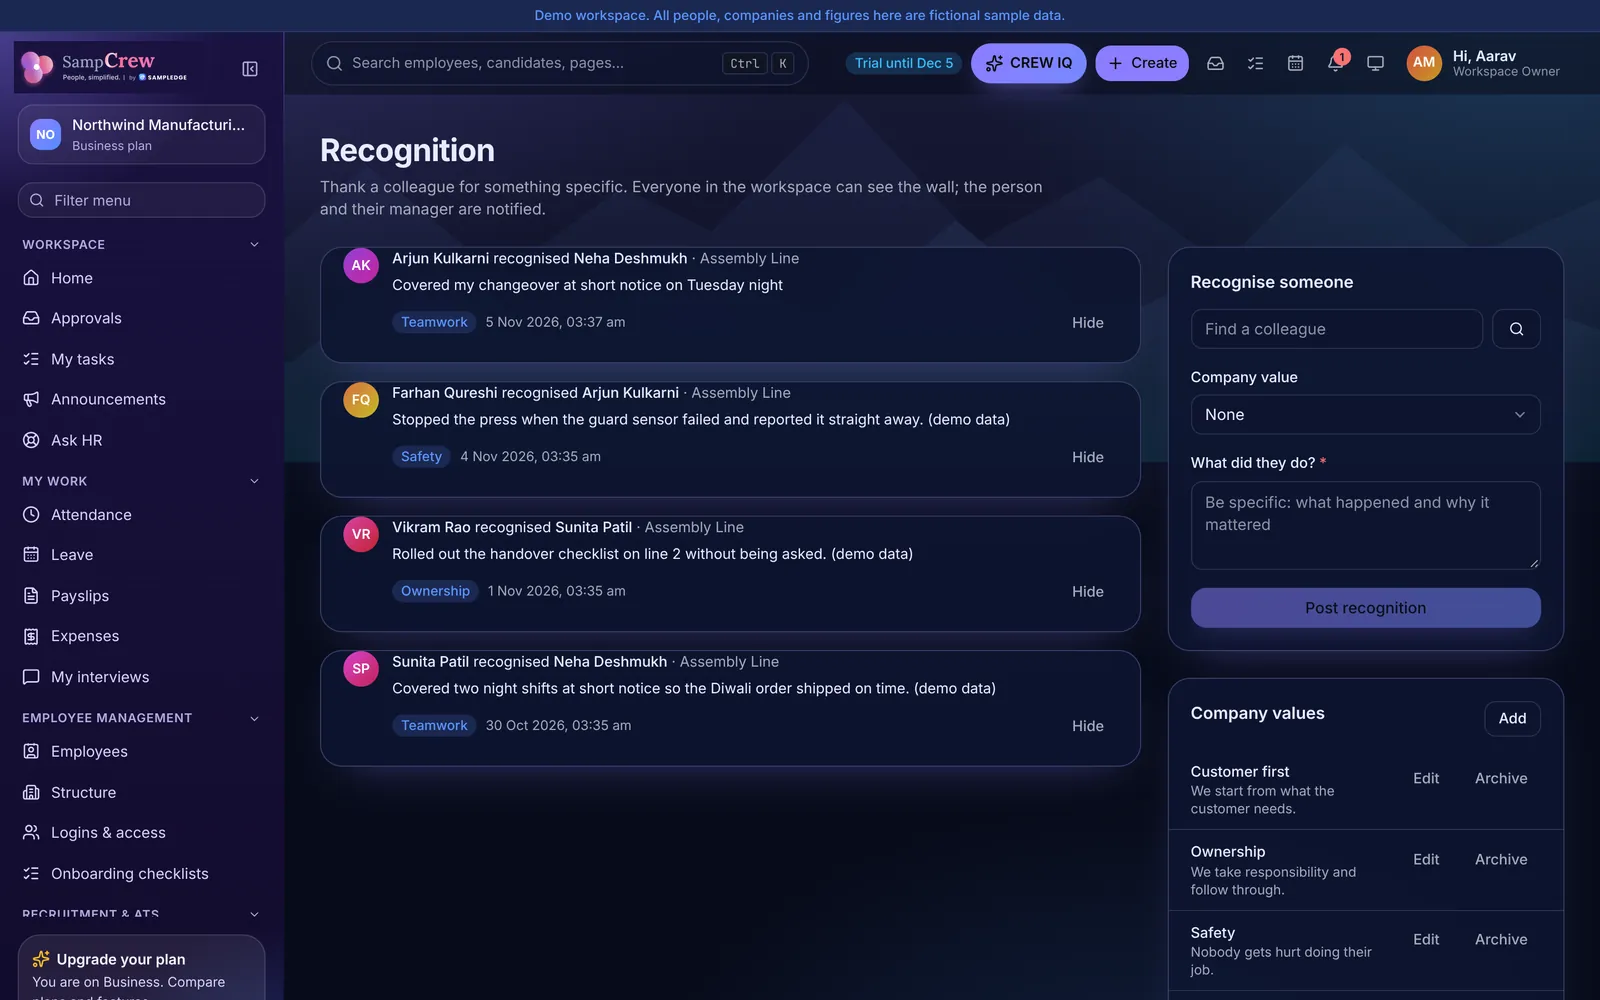 Demo workspace. All people, companies and figures here are fictional sample data.
SampCrew
People, simplified. | by SAMPLEDGE
Search employees, candidates, pages...
Ctrl K
Trial until Dec 5
CREW IQ
+ Create
1
AM
Hi, Aarav
Workspace Owner
NO
Northwind Manufacturi...
Business plan
Filter menu
WORKSPACE
Home
Approvals
My tasks
Announcements
Ask HR
MY WORK
Attendance
Leave
Payslips
Expenses
My interviews
EMPLOYEE MANAGEMENT
Employees
Structure
Logins & access
Onboarding checklists
RECRUITMENT & ATS
Upgrade your plan
You are on Business. Compare
plans and features
Recognition
Thank a colleague for something specific. Everyone in the workspace can see the wall; the person
and their manager are notified.
AK
Arjun Kulkarni recognised Neha Deshmukh · Assembly Line
Covered my changeover at short notice on Tuesday night
Teamwork 5 Nov 2026, 03:37 am
Hide
FQ
Farhan Qureshi recognised Arjun Kulkarni · Assembly Line
Stopped the press when the guard sensor failed and reported it straight away. (demo data)
Safety 4 Nov 2026, 03:35 am
Hide
VR
Vikram Rao recognised Sunita Patil · Assembly Line
Rolled out the handover checklist on line 2 without being asked. (demo data)
Ownership 1 Nov 2026, 03:35 am
Hide
SP
Sunita Patil recognised Neha Deshmukh · Assembly Line
Covered two night shifts at short notice so the Diwali order shipped on time. (demo data)
Teamwork 30 Oct 2026, 03:35 am
Hide
Recognise someone
Find a colleague
Company value
None
What did they do? *
Be specific: what happened and why it
mattered
Post recognition
Company values
Add
Customer first
We start from what the
customer needs.
Edit Archive
Ownership
We take responsibility and
follow through.
Edit Archive
Safety
Nobody gets hurt doing their
job.
Edit Archive